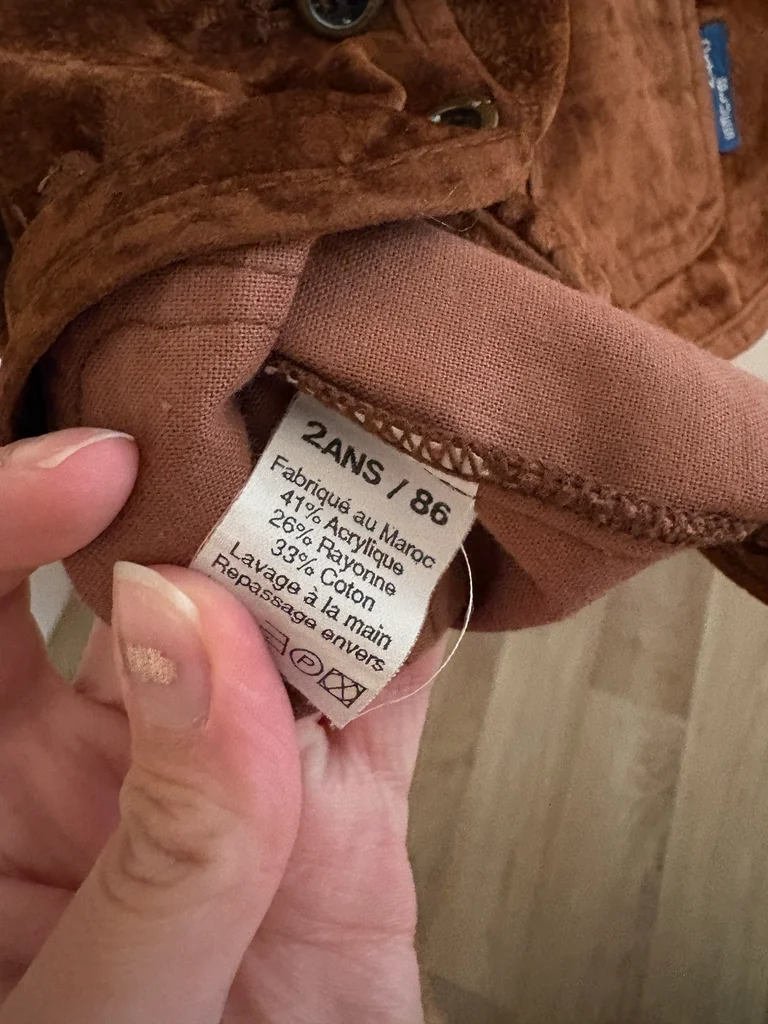 2ANS / 86
Fabriqué au Maroc
41% Acrylique
26% Rayonne
33% Coton
Lavage à la main
Repassage envers
P